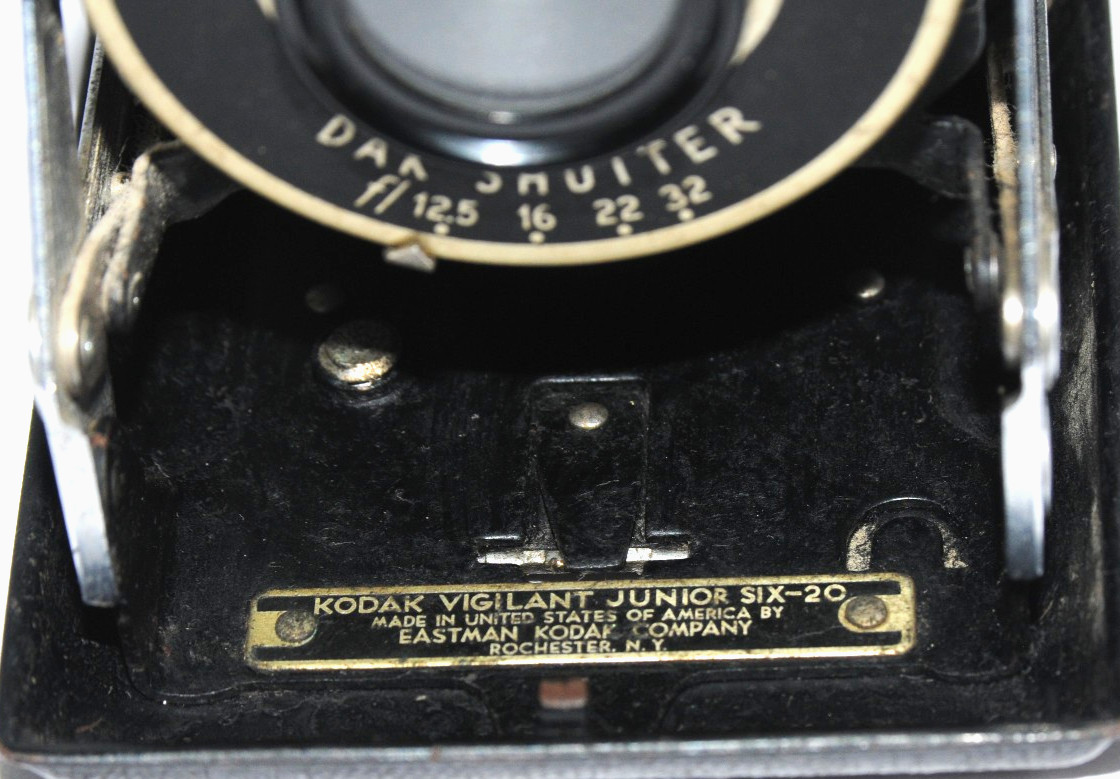 DAK SHUTTER
f/ 12.5 16 22 32
KODAK VIGILANT JUNIOR SIX-20
MADE IN UNITED STATES OF AMERICA BY
EASTMAN KODAK COMPANY
ROCHESTER, N. Y.